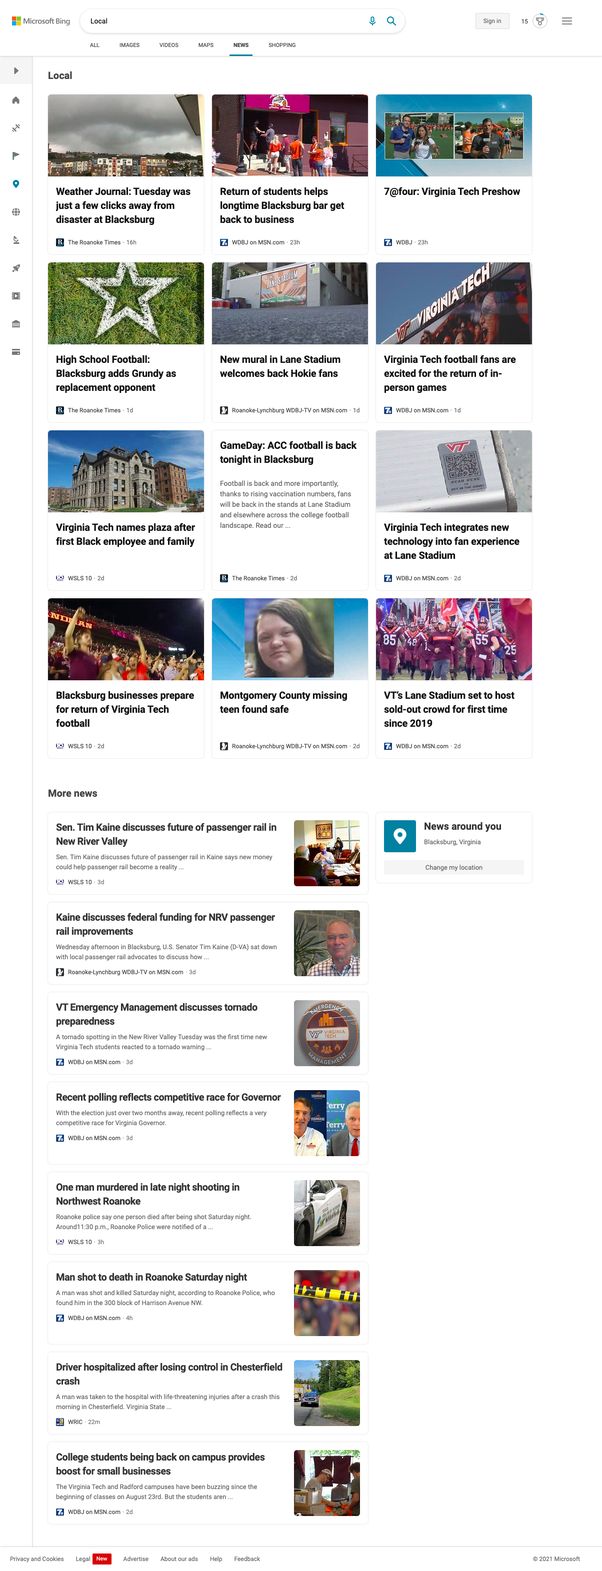 Microsoft Bing
Local
Sign in
15
ALL
IMAGES
VIDEOS
MAPS
NEWS
SHOPPING
Local
Weather Journal: Tuesday was
just a few clicks away from
disaster at Blacksburg
The Roanoke Times · 16h
Return of students helps
longtime Blacksburg bar get
back to business
WDBJ on MSN.com · 23h
7@four: Virginia Tech Preshow
WDBJ · 23h
High School Football:
Blacksburg adds Grundy as
replacement opponent
The Roanoke Times · 1d
New mural in Lane Stadium
welcomes back Hokie fans
Roanoke-Lynchburg WDBJ-TV on MSN.com · 1d
VIRGINIA TECH
Virginia Tech football fans are
excited for the return of in-
person games
WDBJ on MSN.com · 1d
Virginia Tech names plaza after
first Black employee and family
WSLS 10 · 2d
GameDay: ACC football is back
tonight in Blacksburg
Football is back and more importantly,
thanks to rising vaccination numbers, fans
will be back in the stands at Lane Stadium
and elsewhere across the college football
landscape. Read our ...
The Roanoke Times · 2d
VT
Virginia Tech integrates new
technology into fan experience
at Lane Stadium
WDBJ on MSN.com · 2d
Blacksburg businesses prepare
for return of Virginia Tech
football
WSLS 10 · 2d
Montgomery County missing
teen found safe
Roanoke-Lynchburg WDBJ-TV on MSN.com · 2d
85
55
25
VT's Lane Stadium set to host
sold-out crowd for first time
since 2019
WDBJ on MSN.com · 2d
More news
Sen. Tim Kaine discusses future of passenger rail in
New River Valley
Sen. Tim Kaine discusses future of passenger rail in Kaine says new money
could help passenger rail become a reality ...
WSLS 10 · 3d
News around you
Blacksburg, Virginia
Change my location
Kaine discusses federal funding for NRV passenger
rail improvements
Wednesday afternoon in Blacksburg, U.S. Senator Tim Kaine (D-VA) sat down
with local passenger rail advocates to discuss how ...
Roanoke-Lynchburg WDBJ-TV on MSN.com · 3d
VT Emergency Management discusses tornado
preparedness
A tornado spotting in the New River Valley Tuesday was the first time new
Virginia Tech students reacted to a tornado warning ...
WDBJ on MSN.com · 3d
EMERGENCY
VIRGINIA
TECH
MANAGEMENT
Recent polling reflects competitive race for Governor
With the election just over two months away, recent polling reflects a very
competitive race for Virginia Governor.
WDBJ on MSN.com · 3d
Terry
One man murdered in late night shooting in
Northwest Roanoke
Roanoke police say one person died after being shot Saturday night.
Around11:30 p.m., Roanoke Police were notified of a ...
WSLS 10 · 3h
Man shot to death in Roanoke Saturday night
A man was shot and killed Saturday night, according to Roanoke Police, who
found him in the 300 block of Harrison Avenue NW.
WDBJ on MSN.com · 4h
Driver hospitalized after losing control in Chesterfield
crash
A man was taken to the hospital with life-threatening injuries after a crash this
morning in Chesterfield. Virginia State ...
WRIC · 22m
College students being back on campus provides
boost for small businesses
The Virginia Tech and Radford campuses have been buzzing since the
beginning of classes on August 23rd. But the students aren ...
WDBJ on MSN.com · 2d
Privacy and Cookies
Legal
New
Advertise
About our ads
Help
Feedback
© 2021 Microsoft